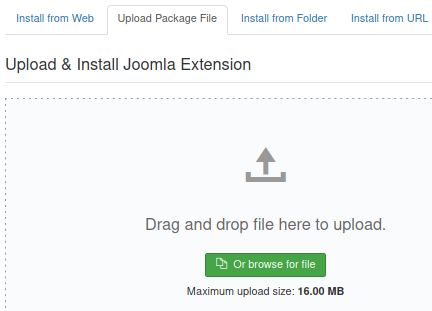 Install from Web Upload Package File Install from Folder Install from URL
Upload & Install Joomla Extension
Drag and drop file here to upload.
Or browse for file
Maximum upload size: 16.00 MB